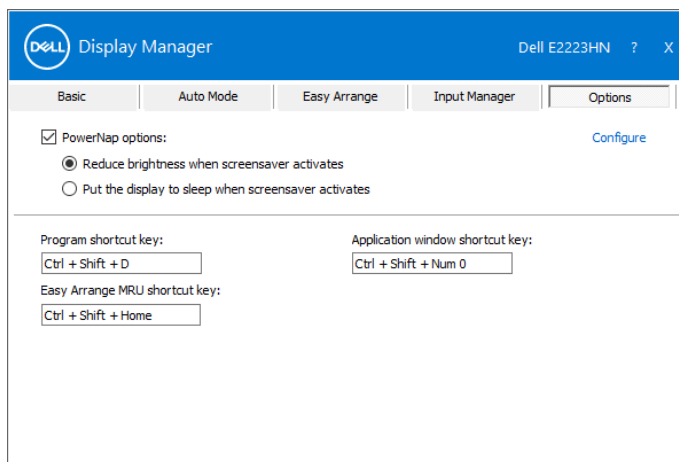 DELL Display Manager Dell E2223HN ? X
Basic Auto Mode Easy Arrange Input Manager Options
PowerNap options: Configure
Reduce brightness when screensaver activates
Put the display to sleep when screensaver activates
Program shortcut key: Application window shortcut key:
Ctrl + Shift + D Ctrl + Shift + Num 0
Easy Arrange MRU shortcut key:
Ctrl + Shift + Home